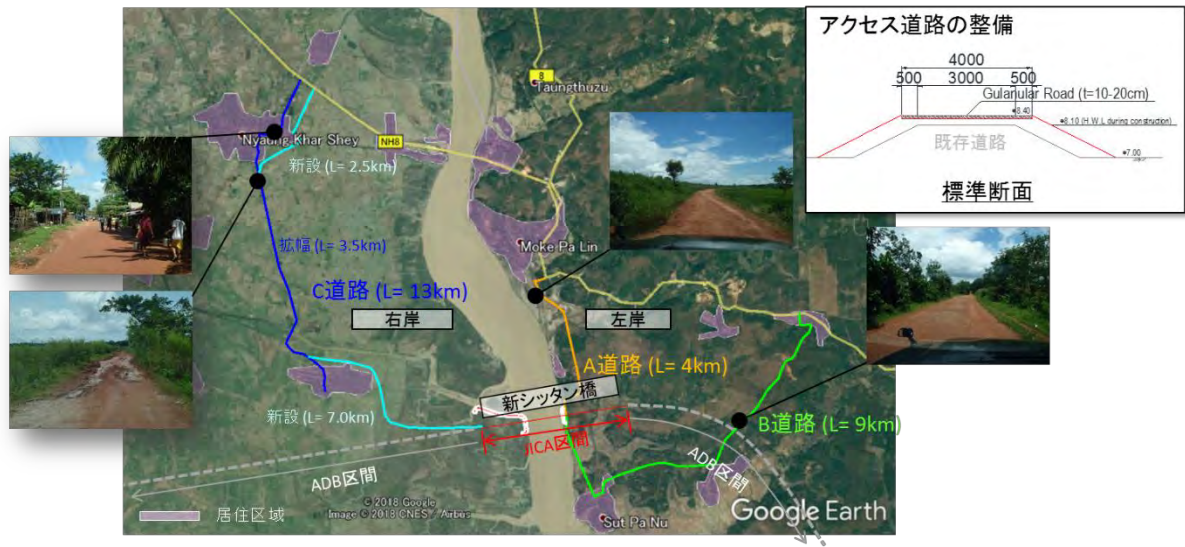 アクセス道路の整備
4000
500 3000 500
Gulanular Road (t=10-20cm)
8.40
8.10 (H.W.L during construction)
既存道路
7.00
標準断面
8
Taungthuzu
Nyaung Khar Shey
NH8
新設 (L= 2.5km)
Moke Pa Lin
拡幅 (L= 3.5km)
C道路 (L= 13km)
右岸
左岸
A道路 (L= 4km)
新シッタン橋
新設 (L= 7.0km)
JICA区間
B道路 (L= 9km)
ADB区間
ADB区間
© 2018 Google
Image © 2018 CNES / Airbus
居住区域
Sut Pa Nu
Google Earth